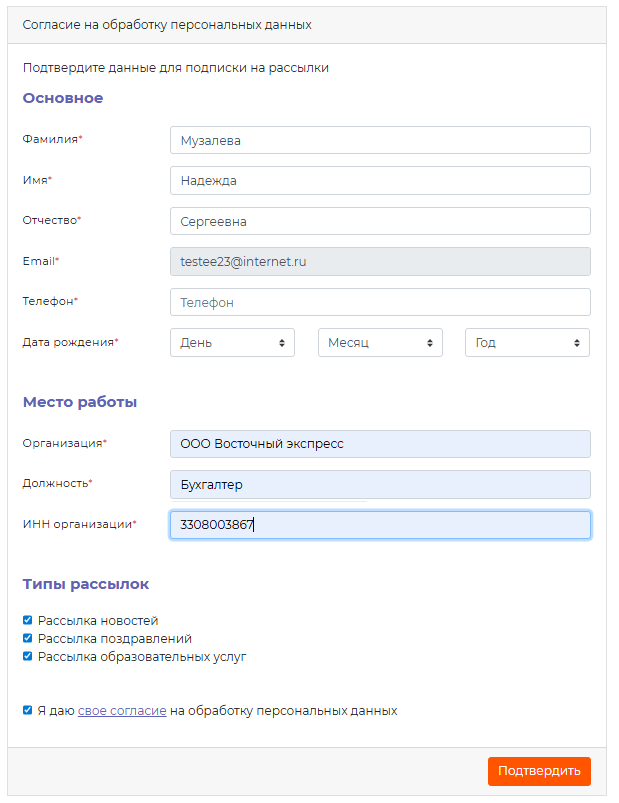 Согласие на обработку персональных данных
Подтвердите данные для подписки на рассылки
Основное
Фамилия* Музалева
Имя* Надежда
Отчество* Сергеевна
Email* testee23@internet.ru
Телефон* Телефон
Дата рождения* День Месяц Год
Место работы
Организация* ООО Восточный экспресс
Должность* Бухгалтер
ИНН организации* 3308003867
Типы рассылок
Рассылка новостей
Рассылка поздравлений
Рассылка образовательных услуг
Я даю свое согласие на обработку персональных данных
Подтвердить